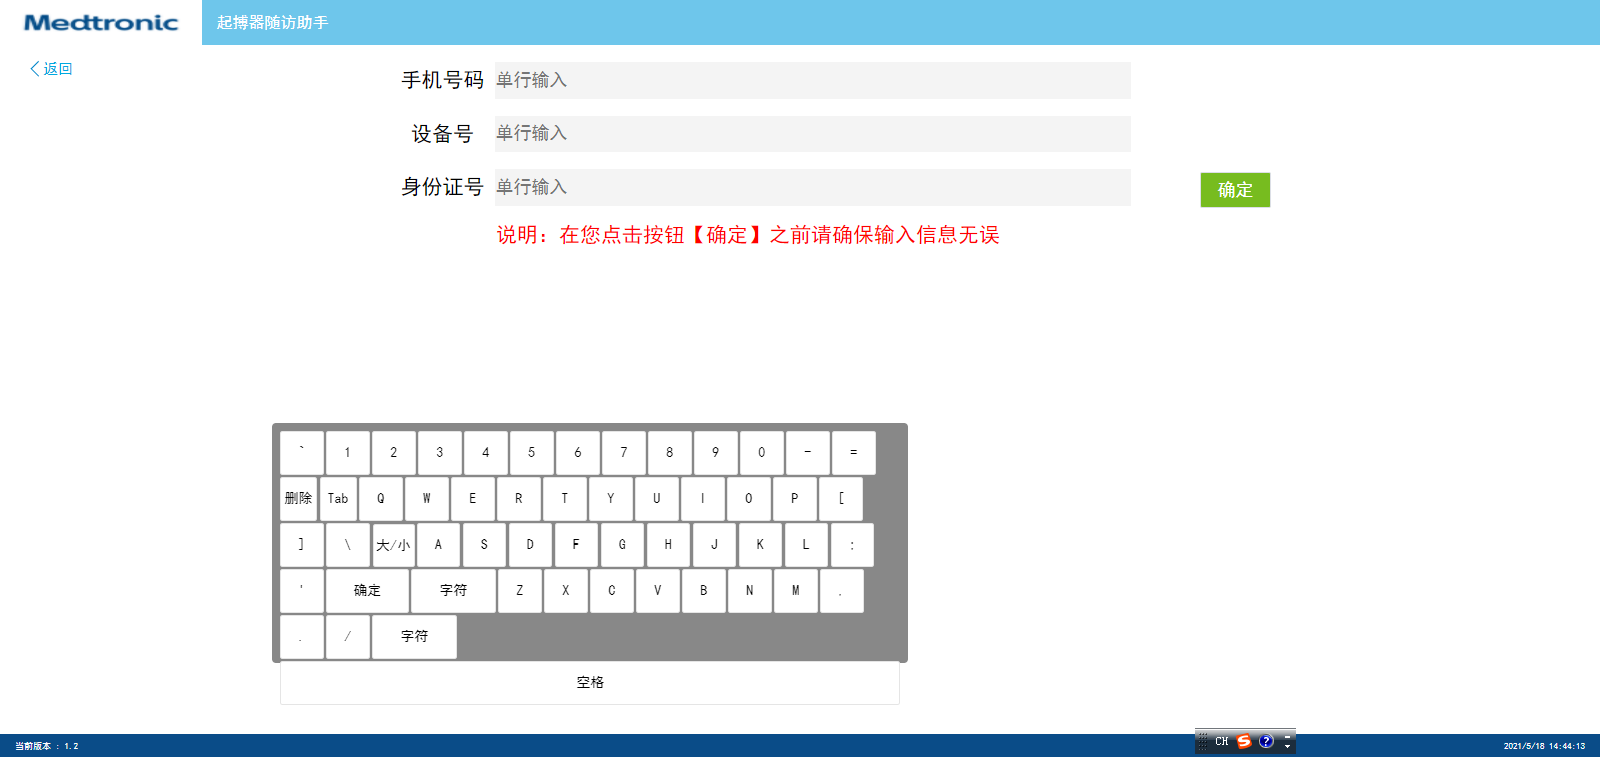 Medtronic 起搏器随访助手
返回
手机号码 单行输入
设备号 单行输入
身份证号 单行输入 确定
说明：在您点击按钮【确定】之前请确保输入信息无误
` 1 2 3 4 5 6 7 8 9 0 - =
删除 Tab Q W E R T Y U I O P [
] \ 大/小 A S D F G H J K L :
' 确定 字符 Z X C V B N M ,
. / 字符
空格
当前版本 : 1.2 CH S ? 2021/5/18 14:44:13